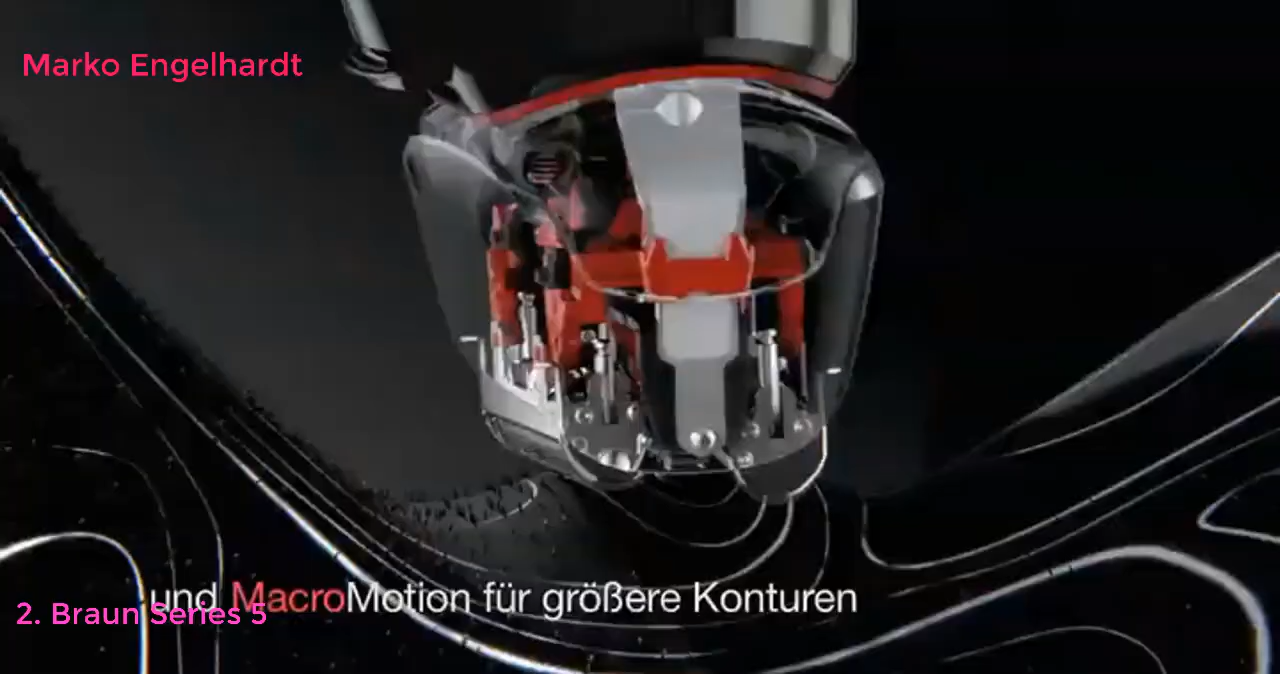 Marko Engelhardt
und MacroMotion für größere Konturen
2. Braun Series 5